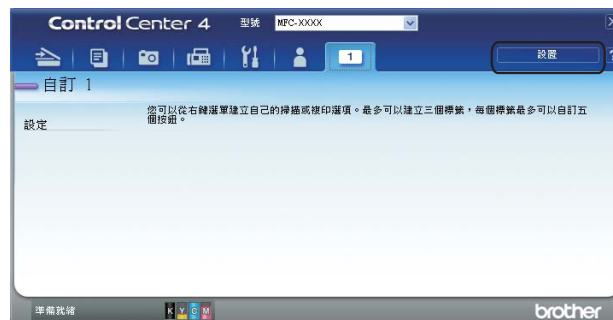 Control Center 4 型號 MFC-XXXX
1 設置 ?
自訂 1
設定
您可以從右鍵選單建立自己的掃描或複印選項。最多可以建立三個標籤,每個標籤最多可以自訂五
個按鈕。
準備就緒 K Y C M brother